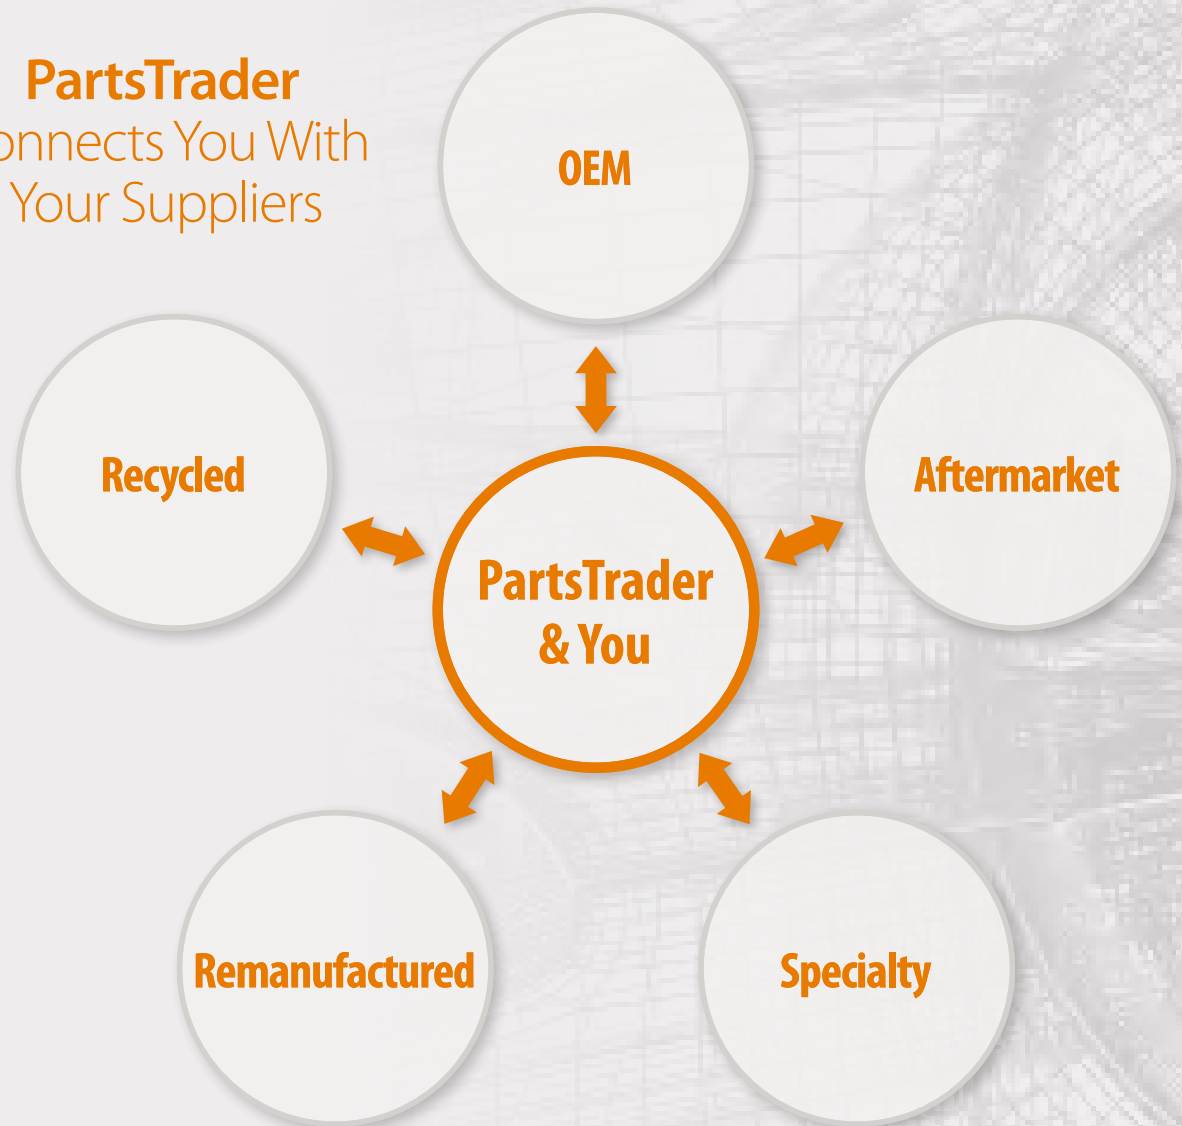 PartsTrader
onnects You With
Your Suppliers
OEM
Recycled
Aftermarket
PartsTrader
& You
Remanufactured
Specialty